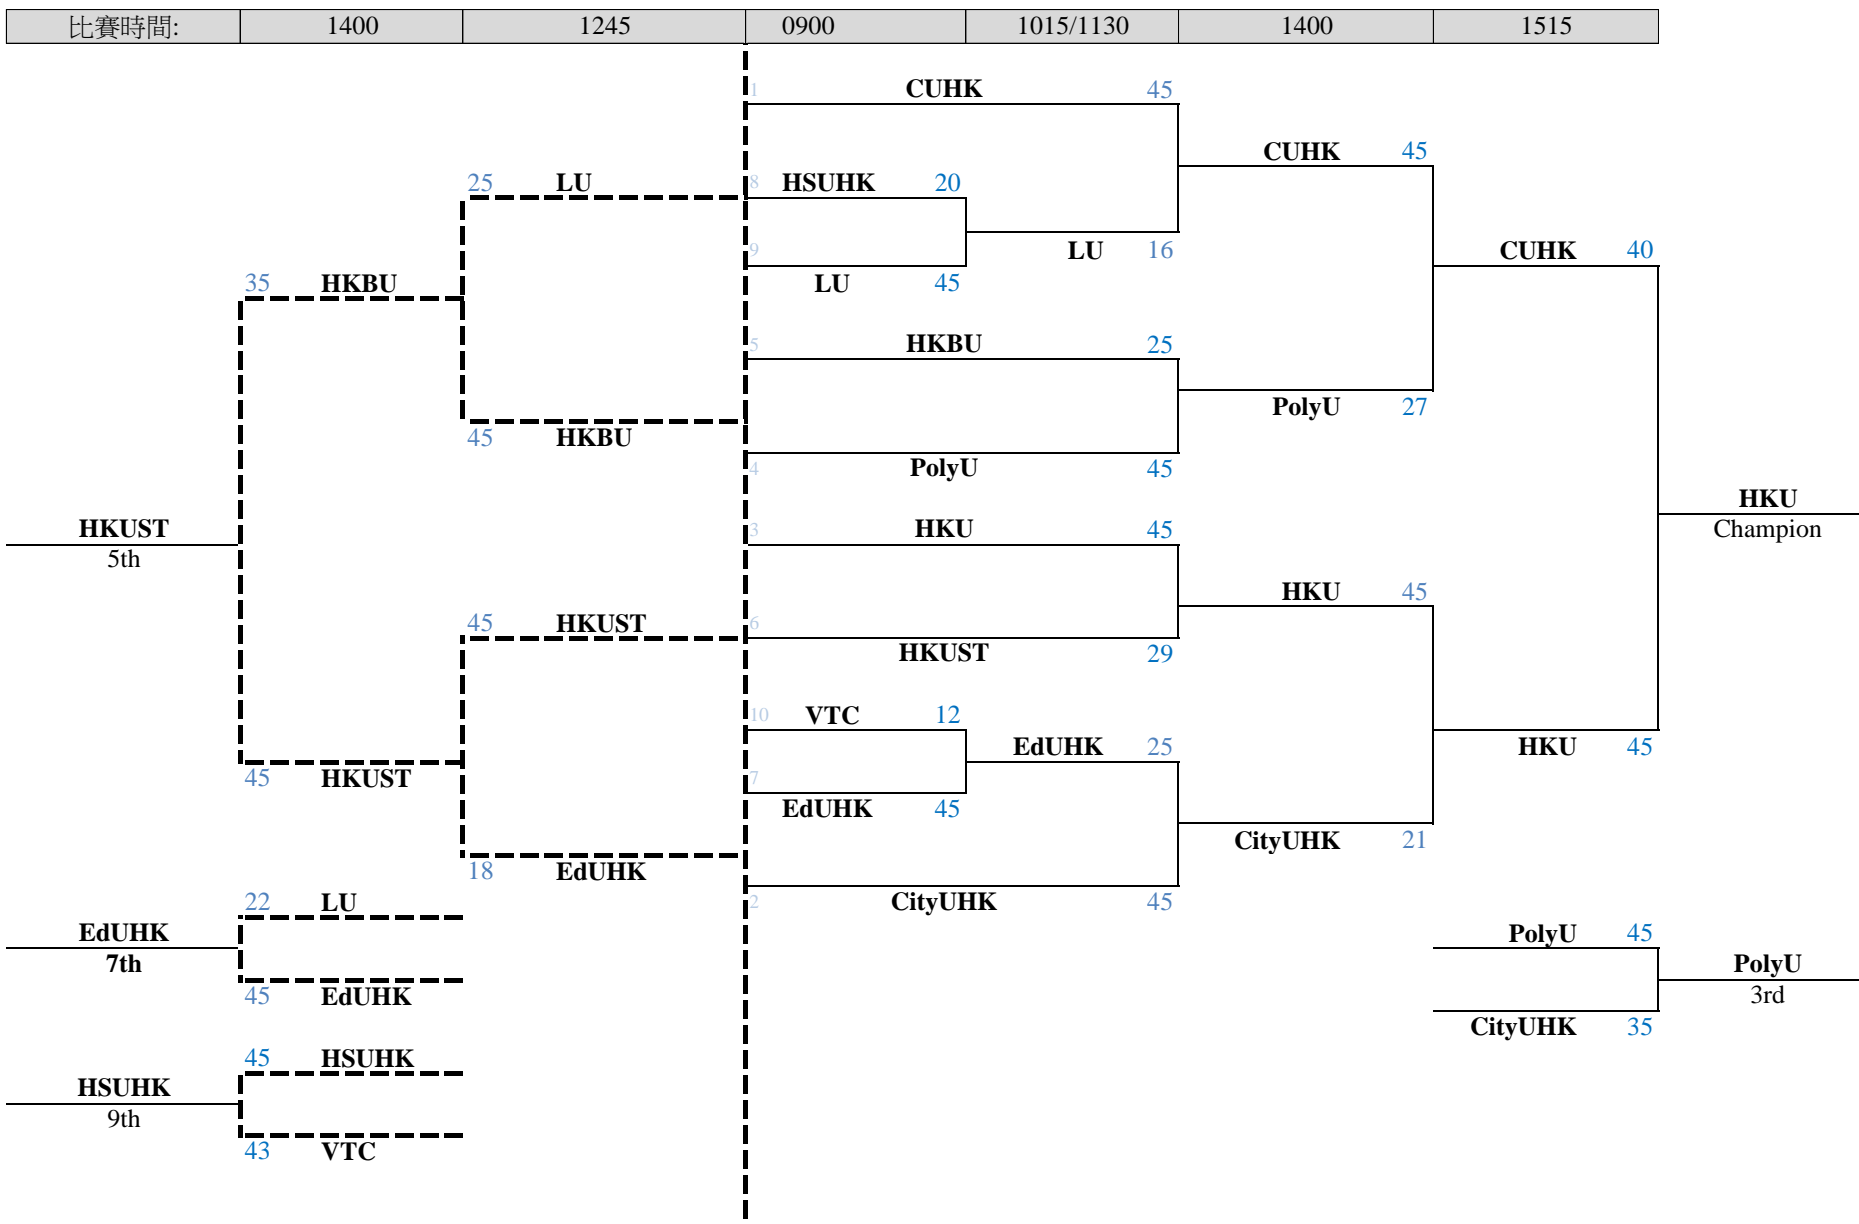 比賽時間: 1400 1245 0900 1015/1130 1400 1515
1 CUHK 45
CUHK 45
25 LU 8 HSUHK 20
9 LU 16 CUHK 40
35 HKBU LU 45
5 HKBU 25
PolyU 27
45 HKBU
4 PolyU 45
HKU
HKUST 3 HKU 45 Champion
5th
HKU 45
45 HKUST 6
HKUST 29
10 VTC 12
EdUHK 25 HKU 45
45 HKUST 7
EdUHK 45
CityUHK 21
18 EdUHK
22 LU 2 CityUHK 45
EdUHK PolyU 45
7th PolyU
45 EdUHK 3rd
CityUHK 35
45 HSUHK
HSUHK
9th
43 VTC